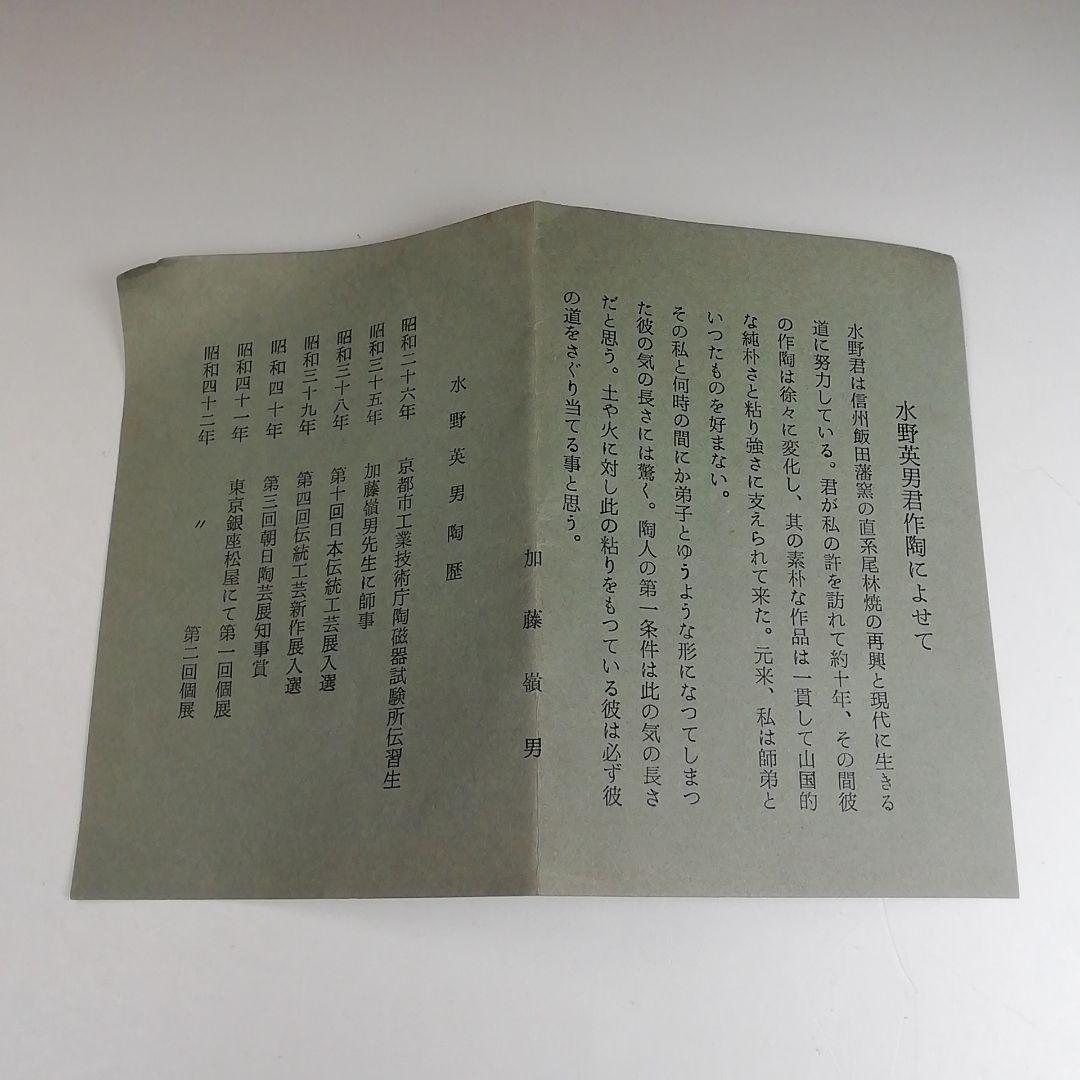 水野英男君作陶によせて
水野君は信州飯田藩窯の直系尾林焼の再興と現代に生きる
道に努力している。君が私の許を訪れて約十年、その間彼
の作陶は徐々に変化し、其の素朴な作品は一貫して山国的
な純朴さと粘り強さに支えられて来た。元来、私は師弟と
いつたものを好まない。
その私と何時の間にか弟子とゆうような形になつてしまつ
た彼の気の長さには驚く。陶人の第一条件は此の気の長さ
だと思う。土や火に対し此の粘りをもつている彼は必ず彼
の道をさぐり当てる事と思う。
加藤嶺男
水野英男陶歴
昭和二十六年 京都市工業技術庁陶磁器試験所伝習生
昭和三十五年 加藤嶺男先生に師事
昭和三十八年 第十回日本伝統工芸展入選
昭和三十九年 第四回伝統工芸新作展入選
昭和四十年 第三回朝日陶芸展知事賞
昭和四十一年 東京銀座松屋にて第一回個展
昭和四十二年 〃 第二回個展